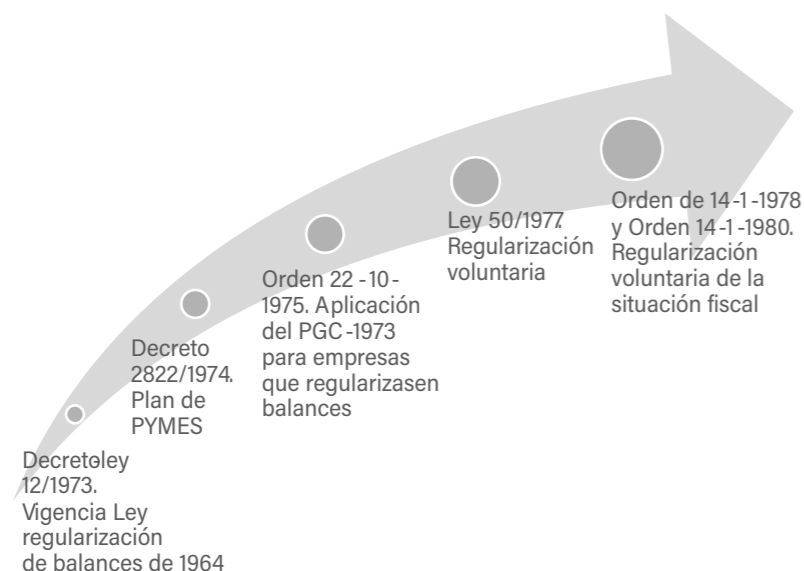 Decretoley
12/1973.
Vigencia Ley
regularización
de balances de 1964
Decreto
2822/1974.
Plan de
PYMES
Orden 22 -10-
1975. Aplicación
del PGC-1973
para empresas
que regularizasen
balances
Ley 50/1977.
Regularización
voluntaria
Orden de 14-1-1978
y Orden 14-1-1980.
Regularización
voluntaria de la
situación fiscal